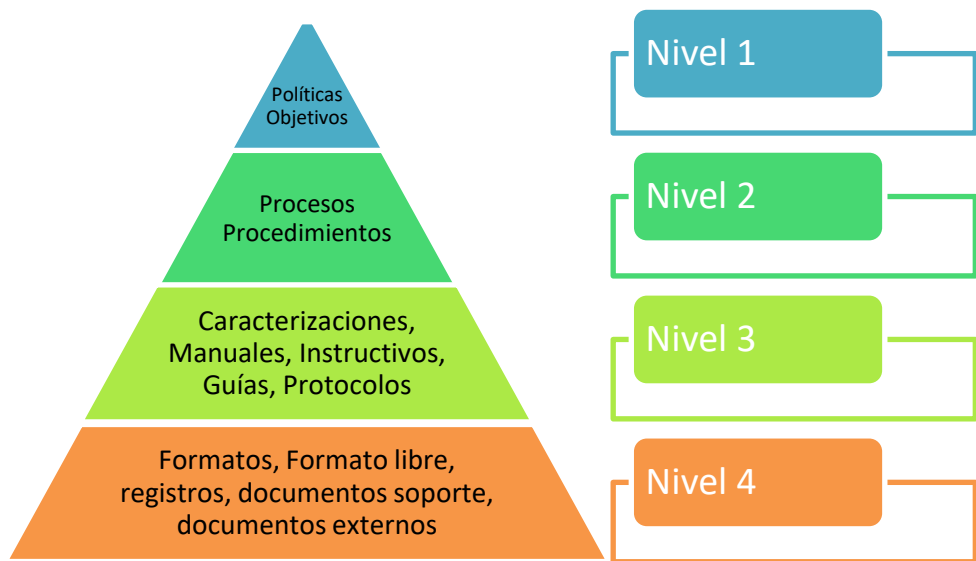 Políticas
Objetivos
Nivel 1
Procesos
Procedimientos
Nivel 2
Caracterizaciones,
Manuales, Instructivos,
Guías, Protocolos
Nivel 3
Formatos, Formato libre,
registros, documentos soporte,
documentos externos
Nivel 4